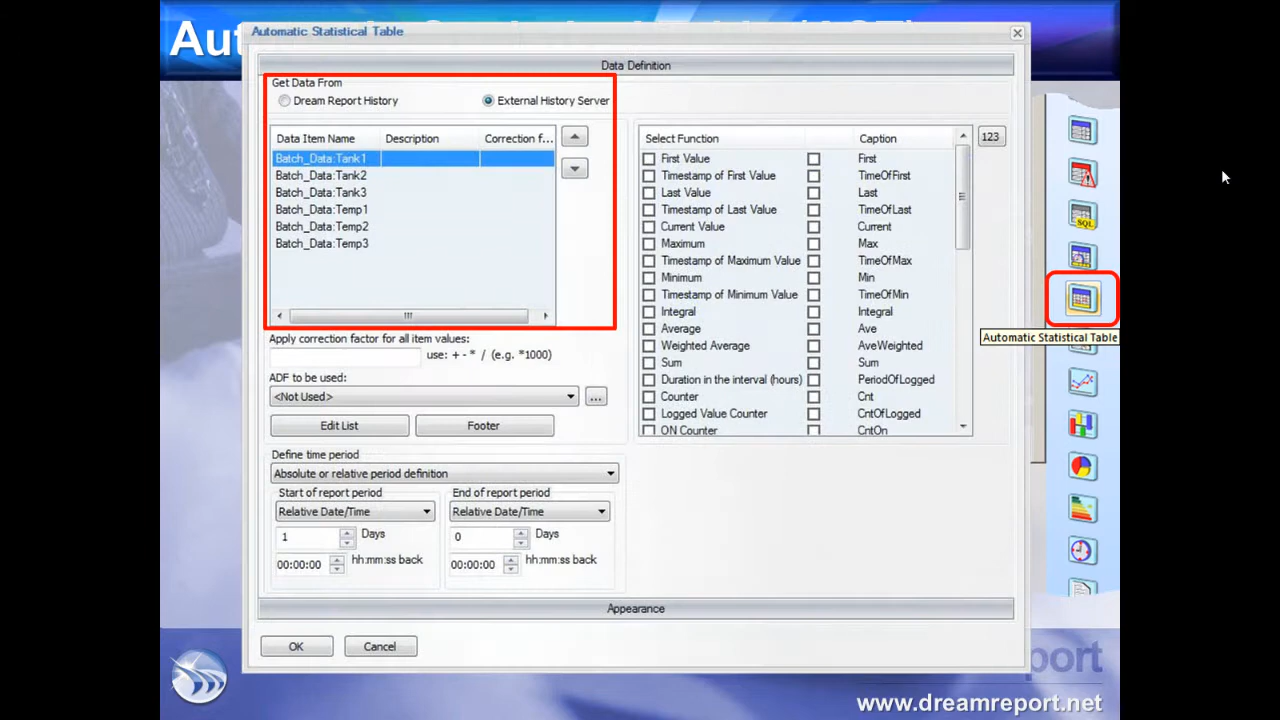 Aut
Automatic Statistical Table
Data Definition
Get Data From
Dream Report History
External History Server
Data Item Name
Description
Correction f...
Batch_Data:Tank1
Batch_Data:Tank2
Batch_Data:Tank3
Batch_Data:Temp1
Batch_Data:Temp2
Batch_Data:Temp3
Select Function
Caption
123
First Value First
Timestamp of First Value TimeOfFirst
Last Value Last
Timestamp of Last Value TimeOfLast
Current Value Current
Maximum Max
Timestamp of Maximum Value TimeOfMax
Minimum Min
Timestamp of Minimum Value TimeOfMin
Integral Integral
Average Ave
Weighted Average AveWeighted
Sum Sum
Duration in the interval (hours) PeriodOfLogged
Counter Cnt
Logged Value Counter CntOfLogged
ON Counter CntOn
Apply correction factor for all item values:
use: + - * / (e.g. *1000)
ADF to be used:
<Not Used>
...
Edit List
Footer
Define time period
Absolute or relative period definition
Start of report period
Relative Date/Time
1 Days
00:00:00 hh:mm:ss back
End of report period
Relative Date/Time
0 Days
00:00:00 hh:mm:ss back
Appearance
OK
Cancel
SQL
Automatic Statistical Table
port
www.dreamreport.net